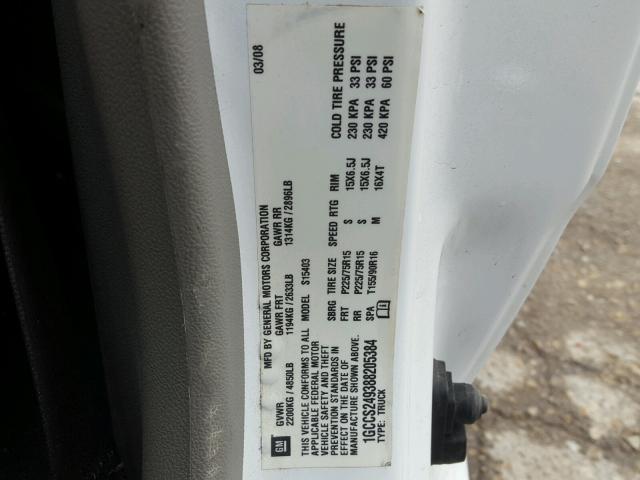 MFD BY GENERAL MOTORS CORPORATION 03/08
GVWR GAWR FRT GAWR RR
2200KG / 4850LB 1194KG / 2633LB 1314KG / 2896LB
GM
THIS VEHICLE CONFORMS TO ALL
APPLICABLE FEDERAL MOTOR
VEHICLE SAFETY AND THEFT
PREVENTION STANDARDS IN
EFFECT ON THE DATE OF
MANUFACTURE SHOWN ABOVE.
1GCCS249388205384
TYPE: TRUCK
MODEL S15403
SBRG TIRE SIZE SPEED RTG RIM COLD TIRE PRESSURE
FRT P225/75R15 S 15X6.5J 230 KPA 33 PSI
RR P225/75R15 S 15X6.5J 230 KPA 33 PSI
SPA T155/90R16 M 16X4T 420 KPA 60 PSI